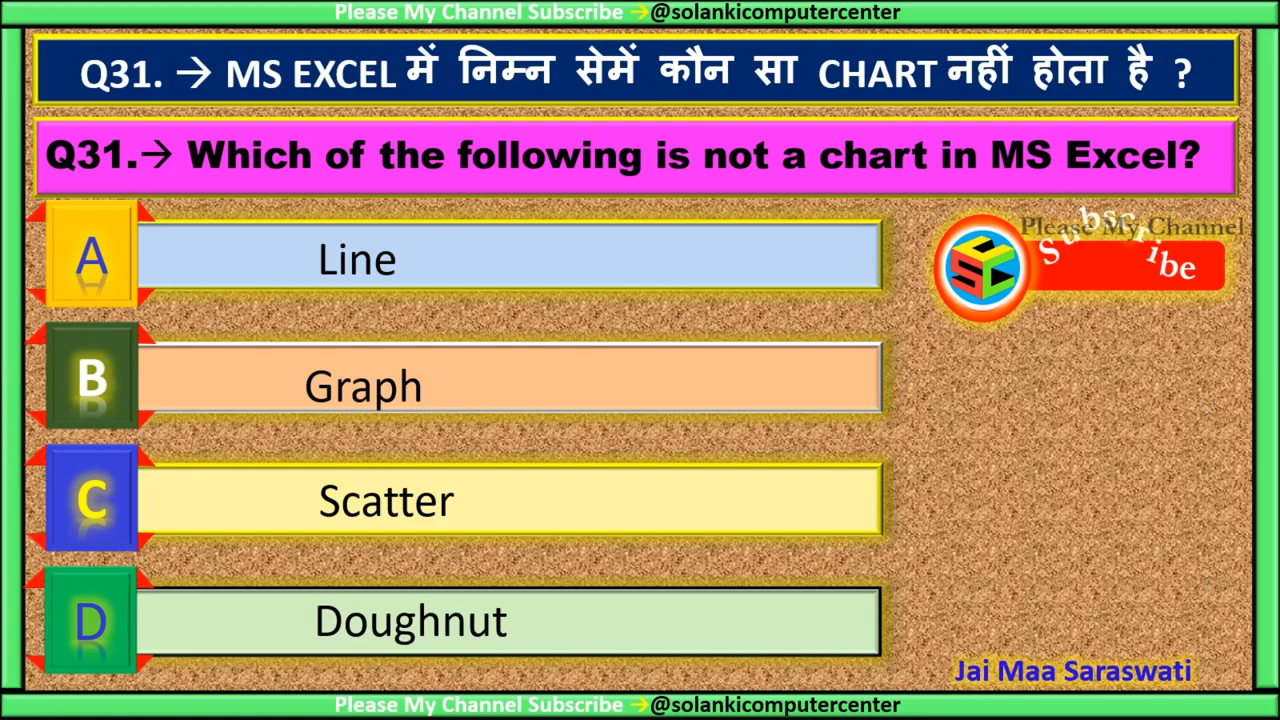 Please My Channel Subscribe →@solankicomputercenter
Q31. → MS EXCEL में निम्न सेमें कौन सा CHART नहीं होता है ?
Q31.→ Which of the following is not a chart in MS Excel?
A Line
Please My Channel
Subscribe
SCC
B Graph
C Scatter
D Doughnut
Jai Maa Saraswati
Please My Channel Subscribe →@solankicomputercenter